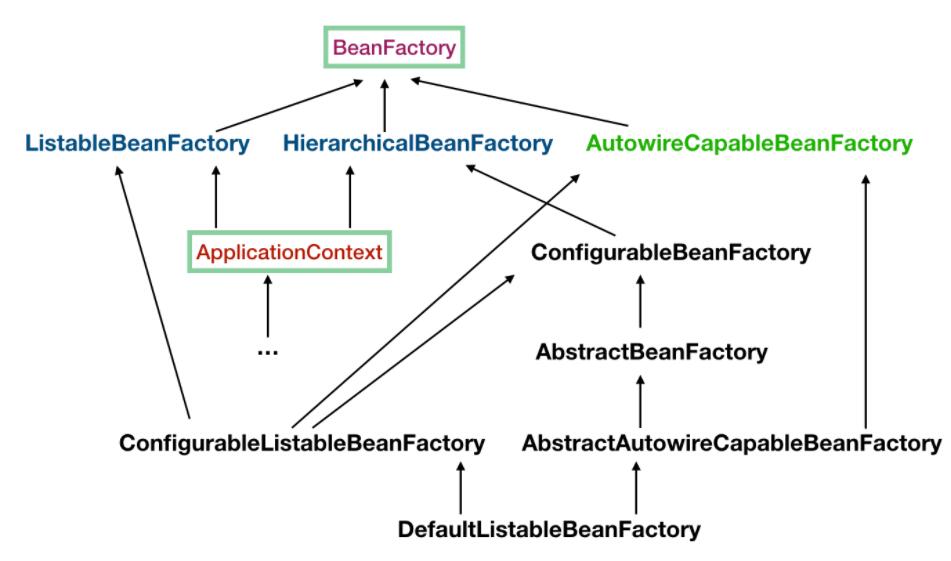 BeanFactory
ListableBeanFactory HierarchicalBeanFactory AutowireCapableBeanFactory
ApplicationContext ConfigurableBeanFactory
... AbstractBeanFactory
ConfigurableListableBeanFactory AbstractAutowireCapableBeanFactory
DefaultListableBeanFactory